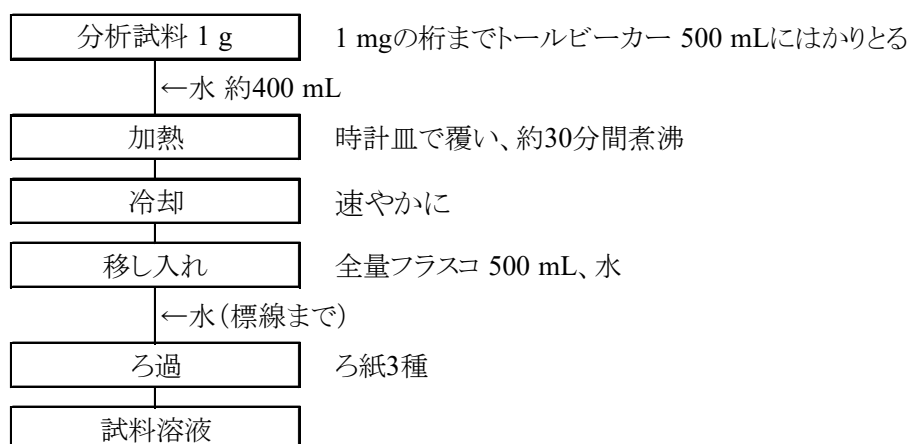 分析試料 1 g 1 mgの桁までトールビーカー 500 mLにはかりとる
←水 約400 mL
加熱 時計皿で覆い、約30分間煮沸
冷却 速やかに
移し入れ 全量フラスコ 500 mL、水
←水（標線まで）
ろ過 ろ紙3種
試料溶液